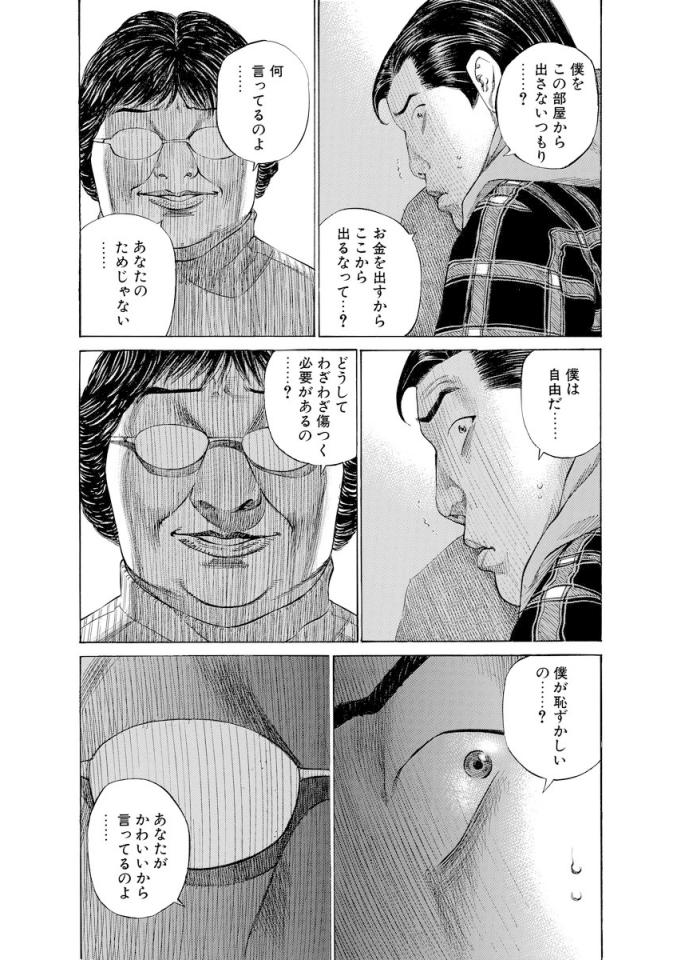 僕を
この部屋から
出さないつもり
……？
お金を出すから
ここから
出るなって…？
何
言ってるのよ
……
あなたの
ためじゃない
……
僕は
自由だ……
どうして
わざわざ傷つく
必要があるの
……？
僕が恥ずかしい
の……？
あなたが
かわいいから
言ってるのよ
……